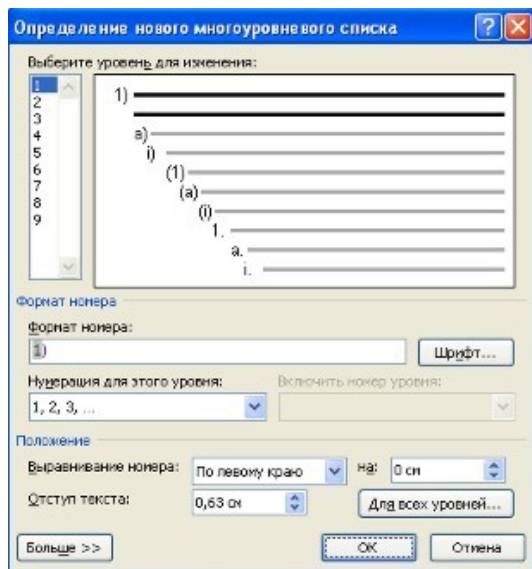 Определение нового многоуровневого списка
Выберите уровень для изменения:
1
2
3
4
5
6
7
8
9
1)
a)
i)
(1)
(a)
(i)
1.
a.
i.
Формат номера
Формат номера:
1)
Шрифт...
Нумерация для этого уровня:
Включить номер уровня:
1, 2, 3, ...
Положение
Выравнивание номера:
По левому краю
на:
0 см
Отступ текста:
0,63 см
Для всех уровней...
Больше >>
ОК
Отмена